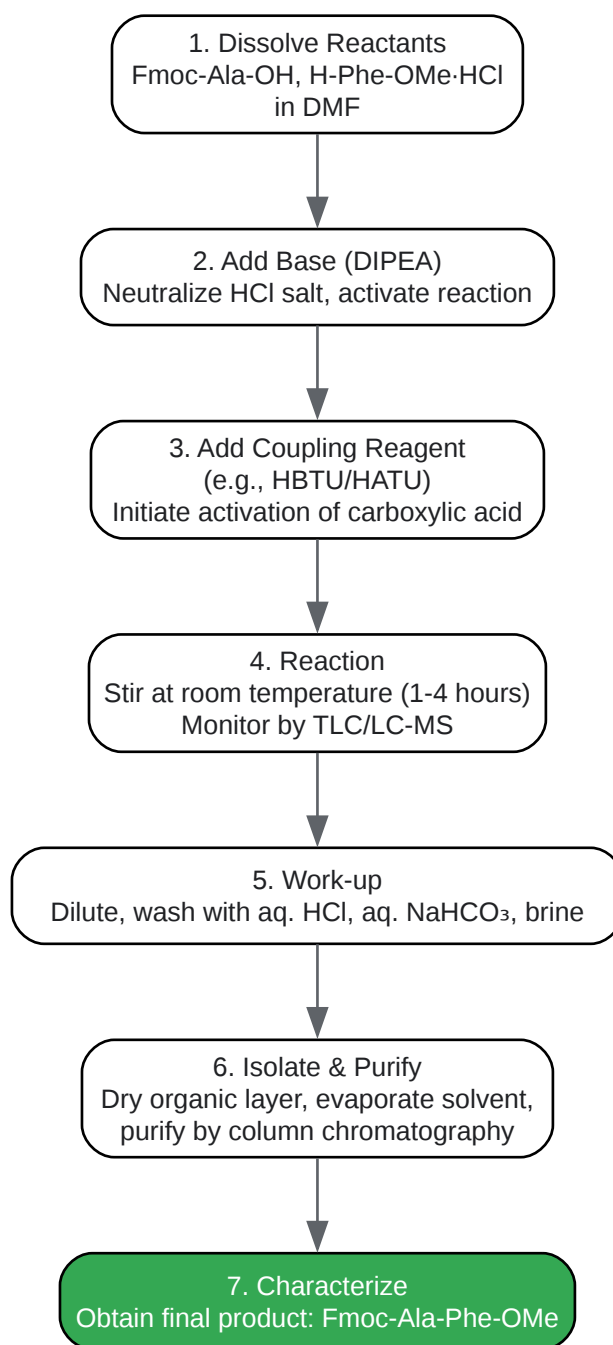 1. Dissolve Reactants
Fmoc-Ala-OH, H-Phe-OMe·HCl
in DMF
2. Add Base (DIPEA)
Neutralize HCl salt, activate reaction
3. Add Coupling Reagent
(e.g., HBTU/HATU)
Initiate activation of carboxylic acid
4. Reaction
Stir at room temperature (1-4 hours)
Monitor by TLC/LC-MS
5. Work-up
Dilute, wash with aq. HCl, aq. NaHCO₃, brine
6. Isolate & Purify
Dry organic layer, evaporate solvent,
purify by column chromatography
7. Characterize
Obtain final product: Fmoc-Ala-Phe-OMe